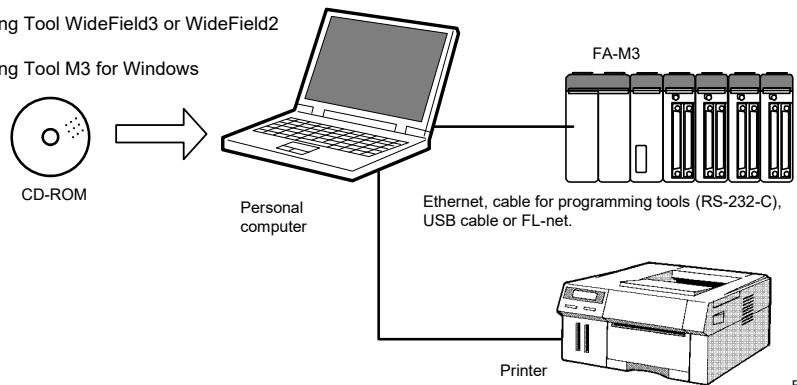 ng Tool WideField3 or WideField2
ng Tool M3 for Windows
FA-M3
CD-ROM
Personal
computer
Ethernet, cable for programming tools (RS-232-C),
USB cable or FL-net.
Printer